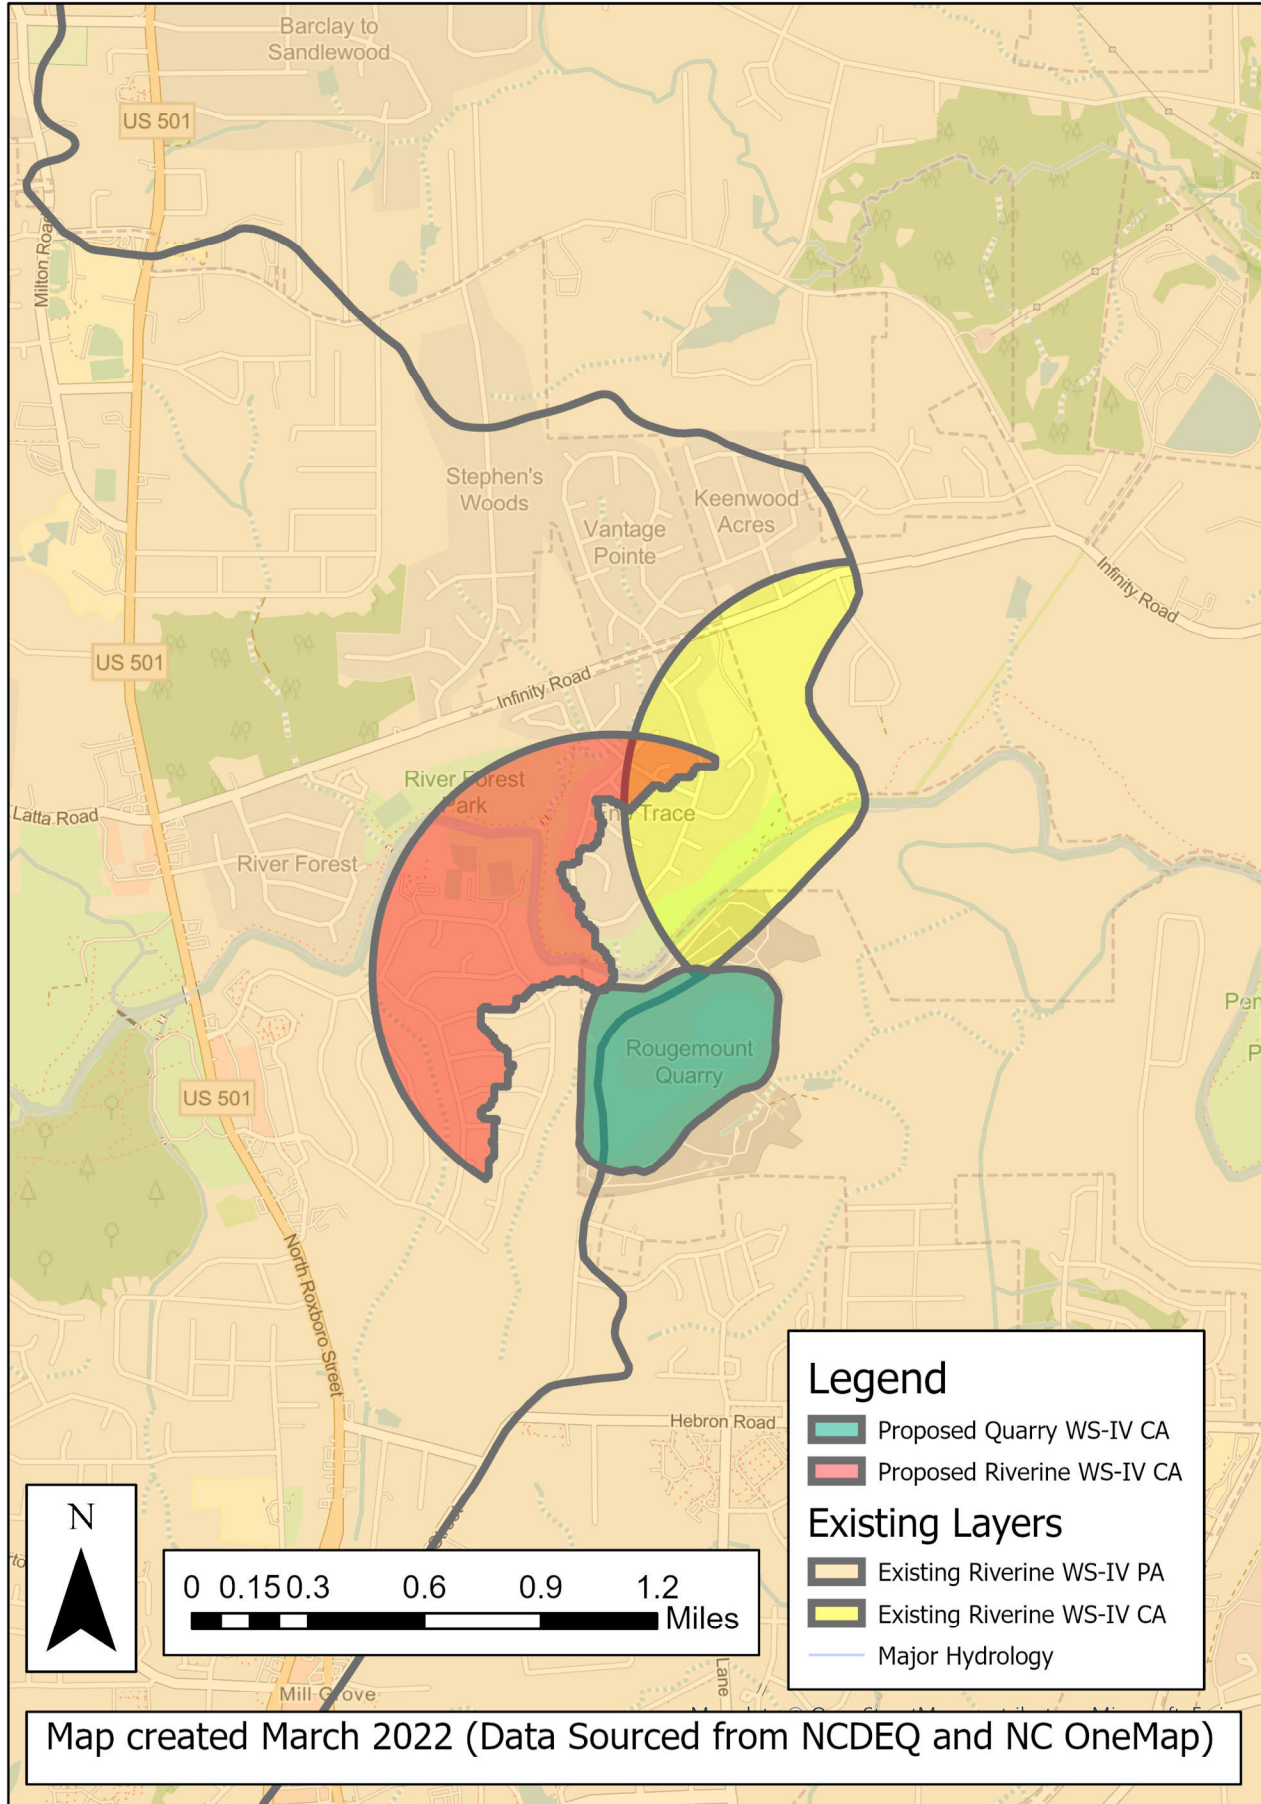 Barclay to
Sandlewood
US 501
Milton Road
Stephen's
Woods
Keenwood
Acres
Vantage
Pointe
Infinity Road
US 501
Infinity Road
River Forest
Park
Latta Road
Eno Trace
River Forest
Rougemount
Quarry
US 501
North Roxboro Street
Hebron Road
Street
Lane
Mill Grove
Legend
Proposed Quarry WS-IV CA
Proposed Riverine WS-IV CA
Existing Layers
Existing Riverine WS-IV PA
Existing Riverine WS-IV CA
Major Hydrology
N
0 0.15 0.3 0.6 0.9 1.2
Miles
Map created March 2022 (Data Sourced from NCDEQ and NC OneMap)